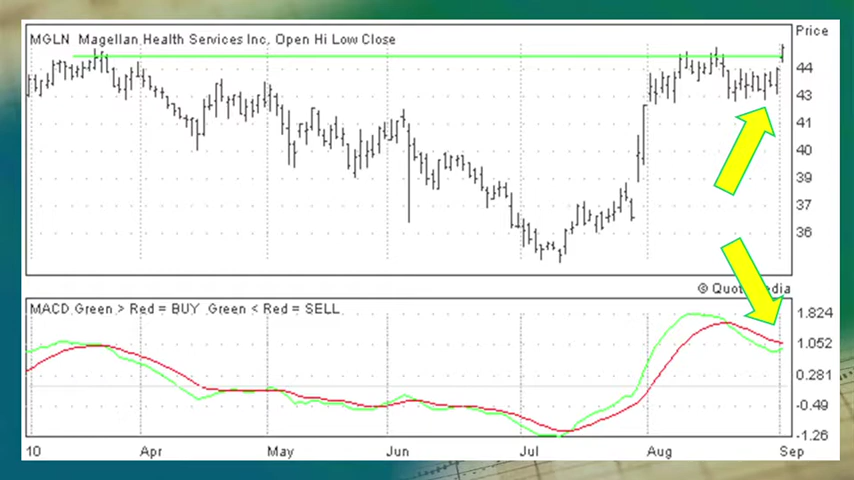 Price
MGLN Magellan Health Services Inc, Open Hi Low Close
44
43
41
40
39
37
36
© Quot dia
MACD Green > Red = BUY Green < Red = SELL
1.824
1.052
0.281
-0.49
-1.26
10 Apr May Jun Jul Aug Sep